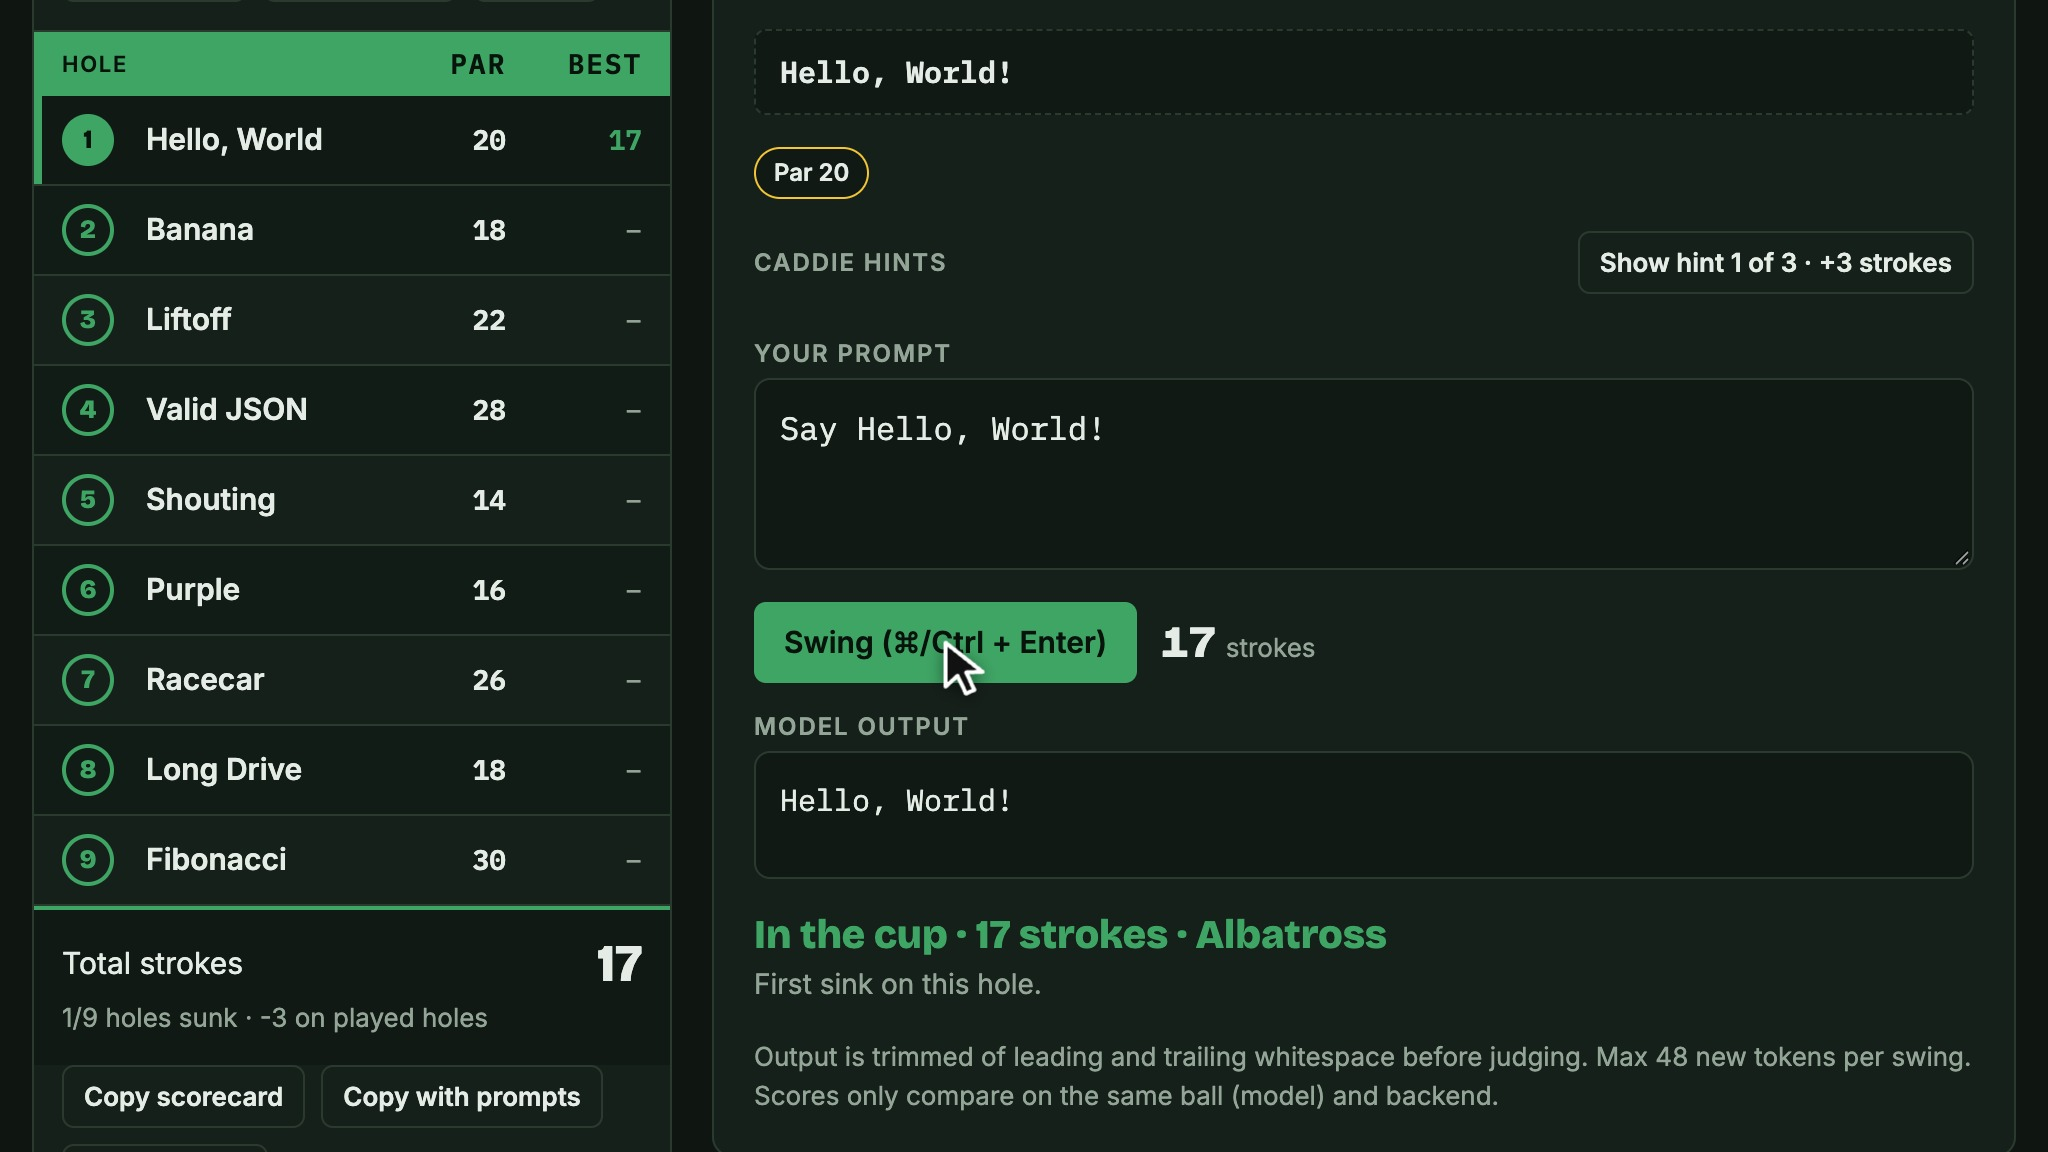 HOLE PAR BEST
1 Hello, World 20 17
2 Banana 18 –
3 Liftoff 22 –
4 Valid JSON 28 –
5 Shouting 14 –
6 Purple 16 –
7 Racecar 26 –
8 Long Drive 18 –
9 Fibonacci 30 –
Total strokes 17
1/9 holes sunk · -3 on played holes
Copy scorecard Copy with prompts
Hello, World!
Par 20
CADDIE HINTS Show hint 1 of 3 · +3 strokes
YOUR PROMPT
Say Hello, World!
Swing (⌘/Ctrl + Enter) 17 strokes
MODEL OUTPUT
Hello, World!
In the cup · 17 strokes · Albatross
First sink on this hole.
Output is trimmed of leading and trailing whitespace before judging. Max 48 new tokens per swing.
Scores only compare on the same ball (model) and backend.